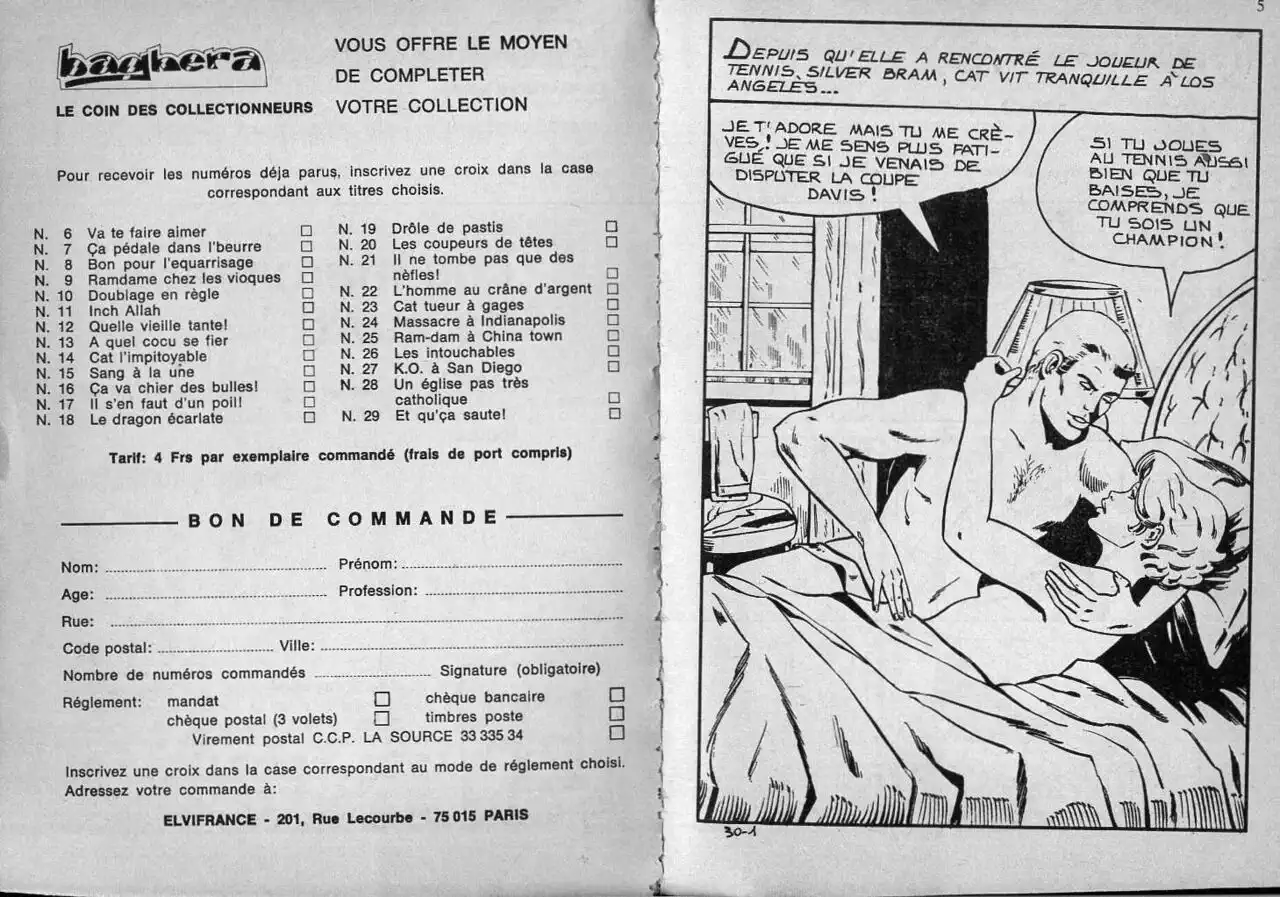 baghera
LE COIN DES COLLECTIONNEURS
VOUS OFFRE LE MOYEN
DE COMPLETER
VOTRE COLLECTION
Pour recevoir les numéros déja parus, inscrivez une croix dans la case
correspondant aux titres choisis.
N. 6 Va te faire aimer
N. 7 Ça pédale dans l'beurre
N. 8 Bon pour l'equarrisage
N. 9 Ramdame chez les vioques
N. 10 Doublage en règle
N. 11 Inch Allah
N. 12 Quelle vieille tante!
N. 13 A quel cocu se fier
N. 14 Cat l'impitoyable
N. 15 Sang à la une
N. 16 Ça va chier des bulles!
N. 17 Il s'en faut d'un poil!
N. 18 Le dragon écarlate
N. 19 Drôle de pastis
N. 20 Les coupeurs de têtes
N. 21 Il ne tombe pas que des
nèfles!
N. 22 L'homme au crâne d'argent
N. 23 Cat tueur à gages
N. 24 Massacre à Indianapolis
N. 25 Ram-dam à China town
N. 26 Les intouchables
N. 27 K.O. à San Diego
N. 28 Un église pas très
catholique
N. 29 Et qu'ça saute!
Tarif: 4 Frs par exemplaire commandé (frais de port compris)
BON DE COMMANDE
Nom: Prénom:
Age: Profession:
Rue:
Code postal: Ville:
Nombre de numéros commandés Signature (obligatoire)
Réglement: mandat chèque bancaire
chèque postal (3 volets) timbres poste
Virement postal C.C.P. LA SOURCE 33 335 34
Inscrivez une croix dans la case correspondant au mode de réglement choisi.
Adressez votre commande à:
ELVIFRANCE - 201, Rue Lecourbe - 75 015 PARIS
5
DEPUIS QU'ELLE A RENCONTRÉ LE JOUEUR DE
TENNIS, SILVER BRAM, CAT VIT TRANQUILLE À LOS
ANGELES...
JE T'ADORE MAIS TU ME CRÈ-
VES! JE ME SENS PLUS FATI-
GUÉ QUE SI JE VENAIS DE
DISPUTER LA COUPE
DAVIS!
SI TU JOUES
AU TENNIS AUSSI
BIEN QUE TU
BAISES, JE
COMPRENDS QUE
TU SOIS UN
CHAMPION!
30-1